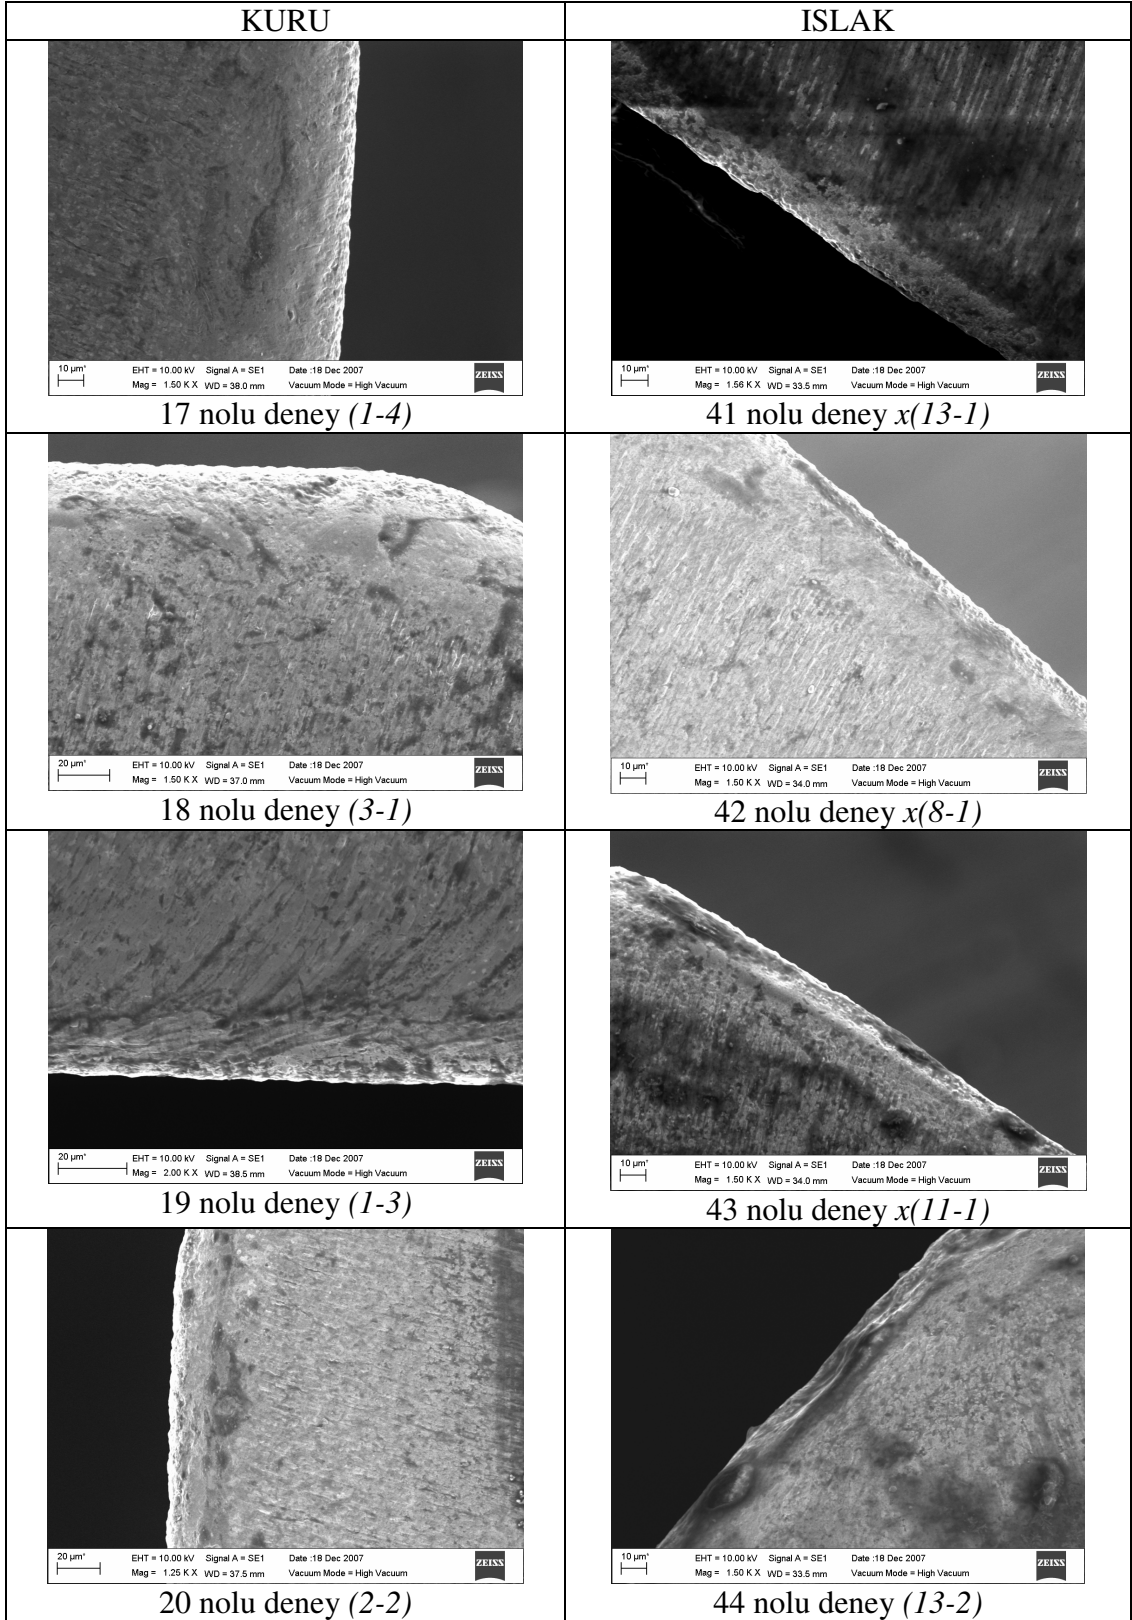 KURU ISLAK
10 µm* EHT = 10.00 kV Signal A = SE1 Date :18 Dec 2007 ZEISS
Mag = 1.50 K X WD = 38.0 mm Vacuum Mode = High Vacuum
17 nolu deney (1-4)
10 µm* EHT = 10.00 kV Signal A = SE1 Date :18 Dec 2007 ZEISS
Mag = 1.56 K X WD = 33.5 mm Vacuum Mode = High Vacuum
41 nolu deney x(13-1)
20 µm* EHT = 10.00 kV Signal A = SE1 Date :18 Dec 2007 ZEISS
Mag = 1.50 K X WD = 37.0 mm Vacuum Mode = High Vacuum
18 nolu deney (3-1)
10 µm* EHT = 10.00 kV Signal A = SE1 Date :18 Dec 2007 ZEISS
Mag = 1.50 K X WD = 34.0 mm Vacuum Mode = High Vacuum
42 nolu deney x(8-1)
20 µm* EHT = 10.00 kV Signal A = SE1 Date :18 Dec 2007 ZEISS
Mag = 2.00 K X WD = 38.5 mm Vacuum Mode = High Vacuum
19 nolu deney (1-3)
10 µm* EHT = 10.00 kV Signal A = SE1 Date :18 Dec 2007 ZEISS
Mag = 1.50 K X WD = 34.0 mm Vacuum Mode = High Vacuum
43 nolu deney x(11-1)
20 µm* EHT = 10.00 kV Signal A = SE1 Date :18 Dec 2007 ZEISS
Mag = 1.25 K X WD = 37.5 mm Vacuum Mode = High Vacuum
20 nolu deney (2-2)
10 µm* EHT = 10.00 kV Signal A = SE1 Date :18 Dec 2007 ZEISS
Mag = 1.50 K X WD = 33.5 mm Vacuum Mode = High Vacuum
44 nolu deney (13-2)